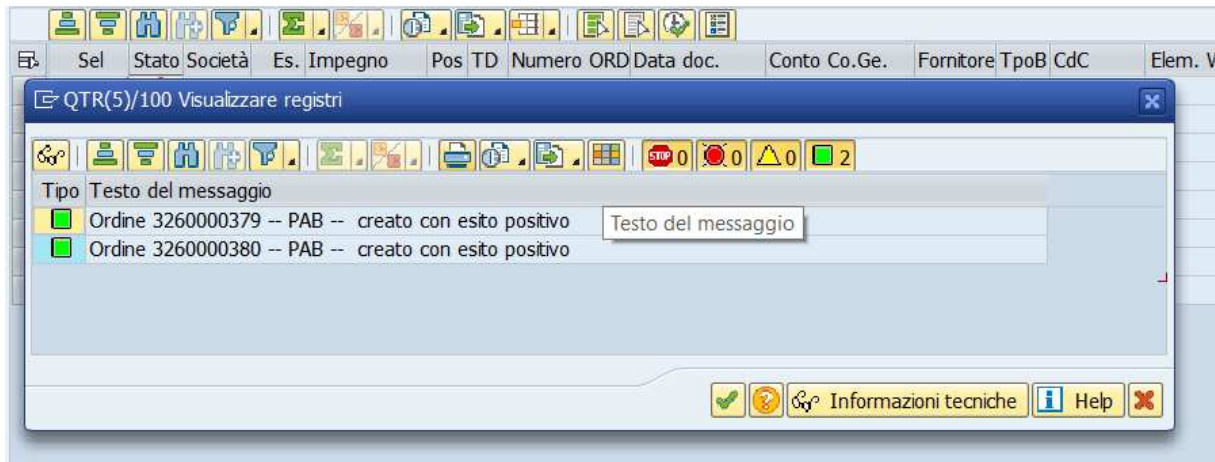 Sel Stato Società Es. Impegno Pos TD Numero ORD Data doc. Conto Co.Ge. Fornitore TpoB CdC Elem.
QTR(5)/100 Visualizzare registri
STOP 0 0 0 2
Tipo Testo del messaggio
Ordine 3260000379 -- PAB -- creato con esito positivo
Testo del messaggio
Ordine 3260000380 -- PAB -- creato con esito positivo
Informazioni tecniche Help